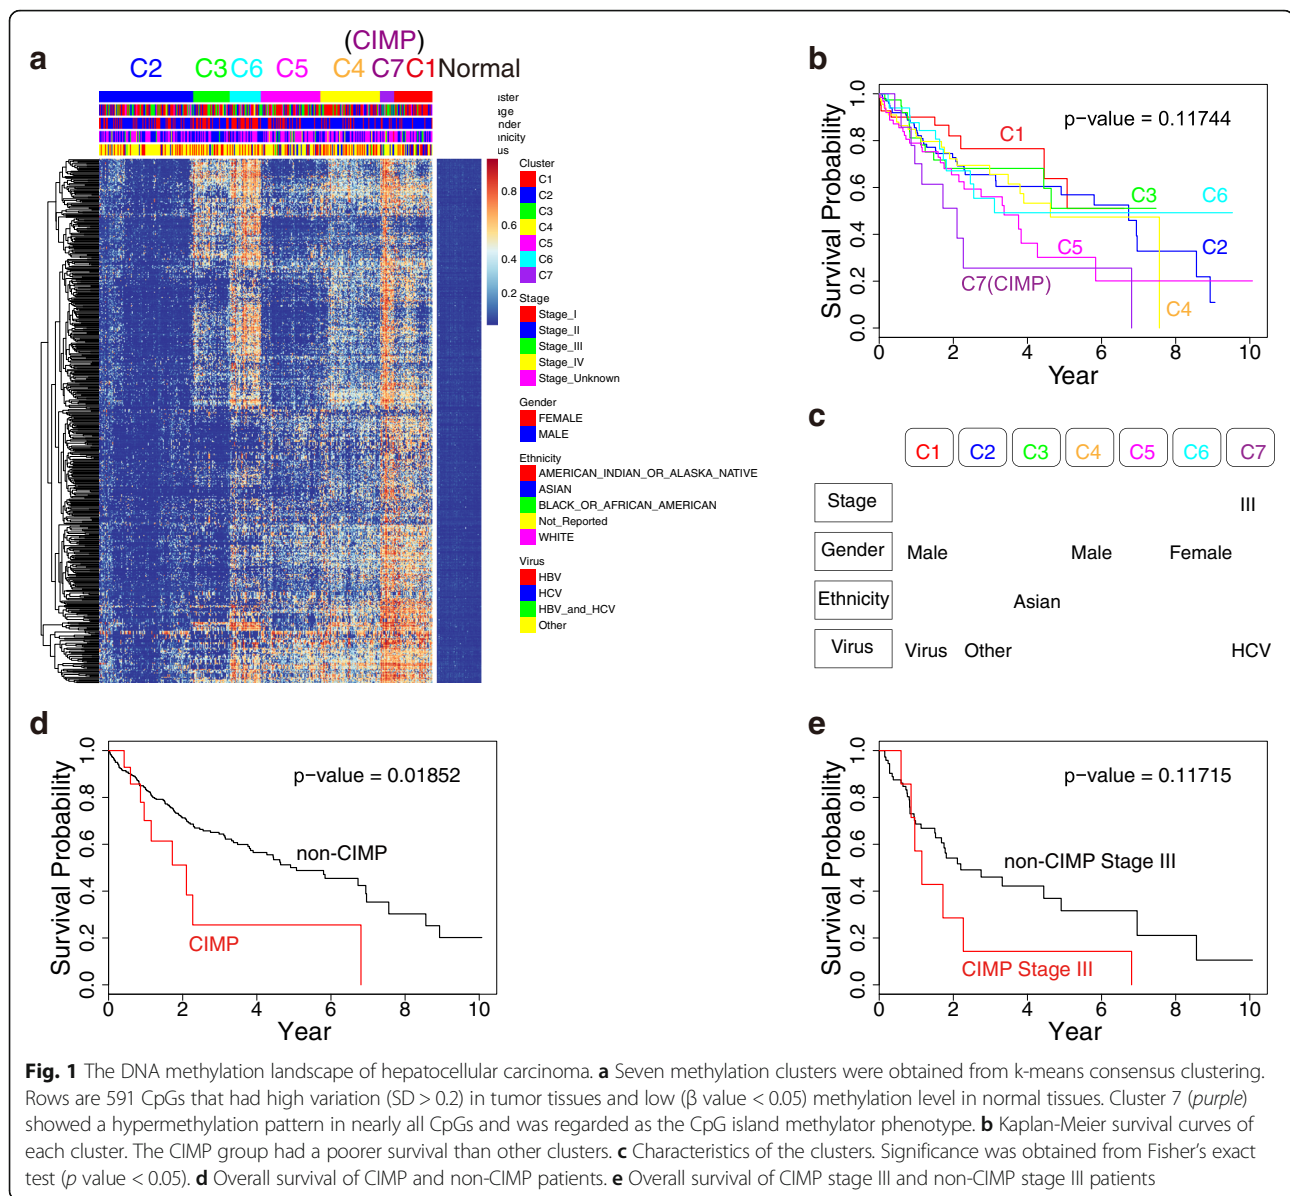 a
(CIMP)
C2 C3 C6 C5 C4 C7 C1 Normal
uster
age
nder
nnicity
us
0.8
0.6
0.4
0.2
Cluster
C1
C2
C3
C4
C5
C6
C7
Stage
Stage_I
Stage_II
Stage_III
Stage_IV
Stage_Unknown
Gender
FEMALE
MALE
Ethnicity
AMERICAN_INDIAN_OR_ALASKA_NATIVE
ASIAN
BLACK_OR_AFRICAN_AMERICAN
Not_Reported
WHITE
Virus
HBV
HCV
HBV_and_HCV
Other
b
Survival Probability
1.0
0.8
0.6
0.4
0.2
0.0
p−value = 0.11744
C1
C3
C6
C5
C2
C7(CIMP)
C4
0 2 4 6 8 10
Year
c
C1 C2 C3 C4 C5 C6 C7
Stage III
Gender Male Male Female
Ethnicity Asian
Virus Virus Other HCV
d
Survival Probability
1.0
0.8
0.6
0.4
0.2
0.0
p−value = 0.01852
non-CIMP
CIMP
0 2 4 6 8 10
Year
e
Survival Probability
1.0
0.8
0.6
0.4
0.2
0.0
p−value = 0.11715
non-CIMP Stage III
CIMP Stage III
0 2 4 6 8 10
Year
Fig. 1 The DNA methylation landscape of hepatocellular carcinoma. a Seven methylation clusters were obtained from k-means consensus clustering.
Rows are 591 CpGs that had high variation (SD > 0.2) in tumor tissues and low (β value < 0.05) methylation level in normal tissues. Cluster 7 (purple)
showed a hypermethylation pattern in nearly all CpGs and was regarded as the CpG island methylator phenotype. b Kaplan-Meier survival curves of
each cluster. The CIMP group had a poorer survival than other clusters. c Characteristics of the clusters. Significance was obtained from Fisher's exact
test (p value < 0.05). d Overall survival of CIMP and non-CIMP patients. e Overall survival of CIMP stage III and non-CIMP stage III patients